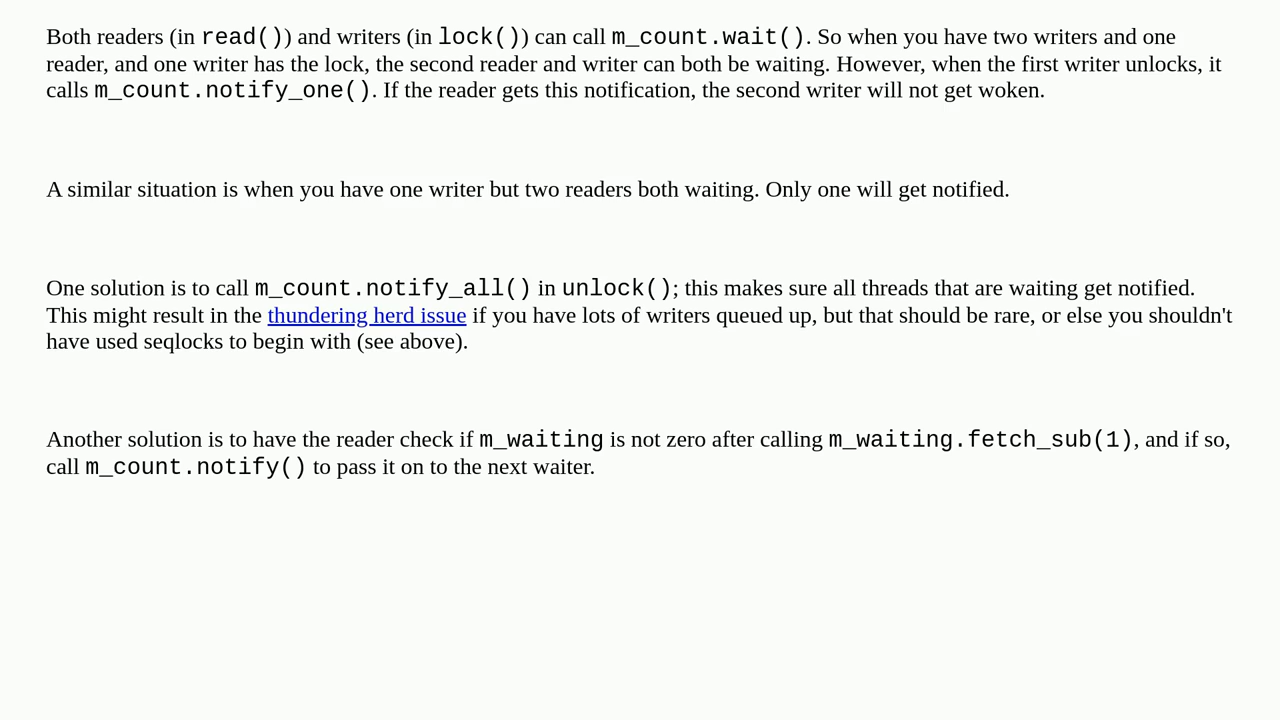 Both readers (in read()) and writers (in lock()) can call m_count.wait(). So when you have two writers and one
reader, and one writer has the lock, the second reader and writer can both be waiting. However, when the first writer unlocks, it
calls m_count.notify_one(). If the reader gets this notification, the second writer will not get woken.
A similar situation is when you have one writer but two readers both waiting. Only one will get notified.
One solution is to call m_count.notify_all() in unlock(); this makes sure all threads that are waiting get notified.
This might result in the thundering herd issue if you have lots of writers queued up, but that should be rare, or else you shouldn't
have used seqlocks to begin with (see above).
Another solution is to have the reader check if m_waiting is not zero after calling m_waiting.fetch_sub(1), and if so,
call m_count.notify() to pass it on to the next waiter.